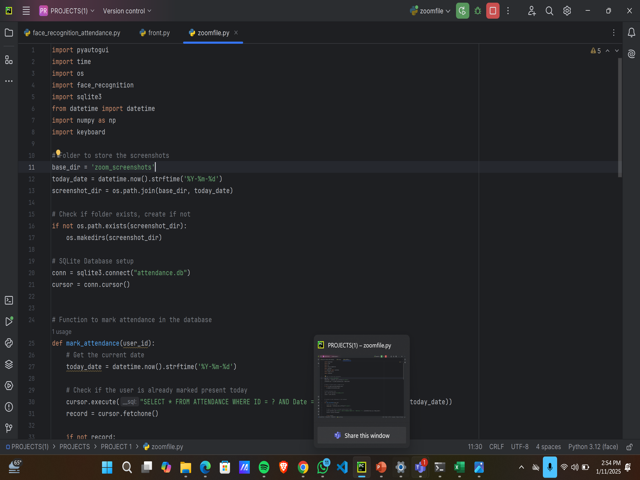 PR PROJECTS(1) Version control zoomfile
face_recognition_attendance.py front.py zoomfile.py
5
1 import pyautogui
2 import time
3 import os
4 import face_recognition
5 import sqlite3
6 from datetime import datetime
7 import numpy as np
8 import keyboard
9
10 # Folder to store the screenshots
11 base_dir = 'zoom_screenshots'
12 today_date = datetime.now().strftime('%Y-%m-%d')
13 screenshot_dir = os.path.join(base_dir, today_date)
14
15 # Check if folder exists, create if not
16 if not os.path.exists(screenshot_dir):
17 os.makedirs(screenshot_dir)
18
19 # SQLite Database setup
20 conn = sqlite3.connect("attendance.db")
21 cursor = conn.cursor()
22
23
24 # Function to mark attendance in the database
1 usage
25 def mark_attendance(user_id):
26 # Get the current date
27 today_date = datetime.now().strftime('%Y-%m-%d')
28
29 # Check if the user is already marked present today
30 cursor.execute( __sql: "SELECT * FROM ATTENDANCE WHERE ID = ? AND Date = today_date))
31 record = cursor.fetchone()
32
if not record:
PROJECTS(1) – zoomfile.py
Share this window
PROJECTS(1) > PROJECT 1 > zoomfile.py
11:30 CRLF UTF-8 4 spaces Python 3.12 (face)
2:54 PM
1/11/2025